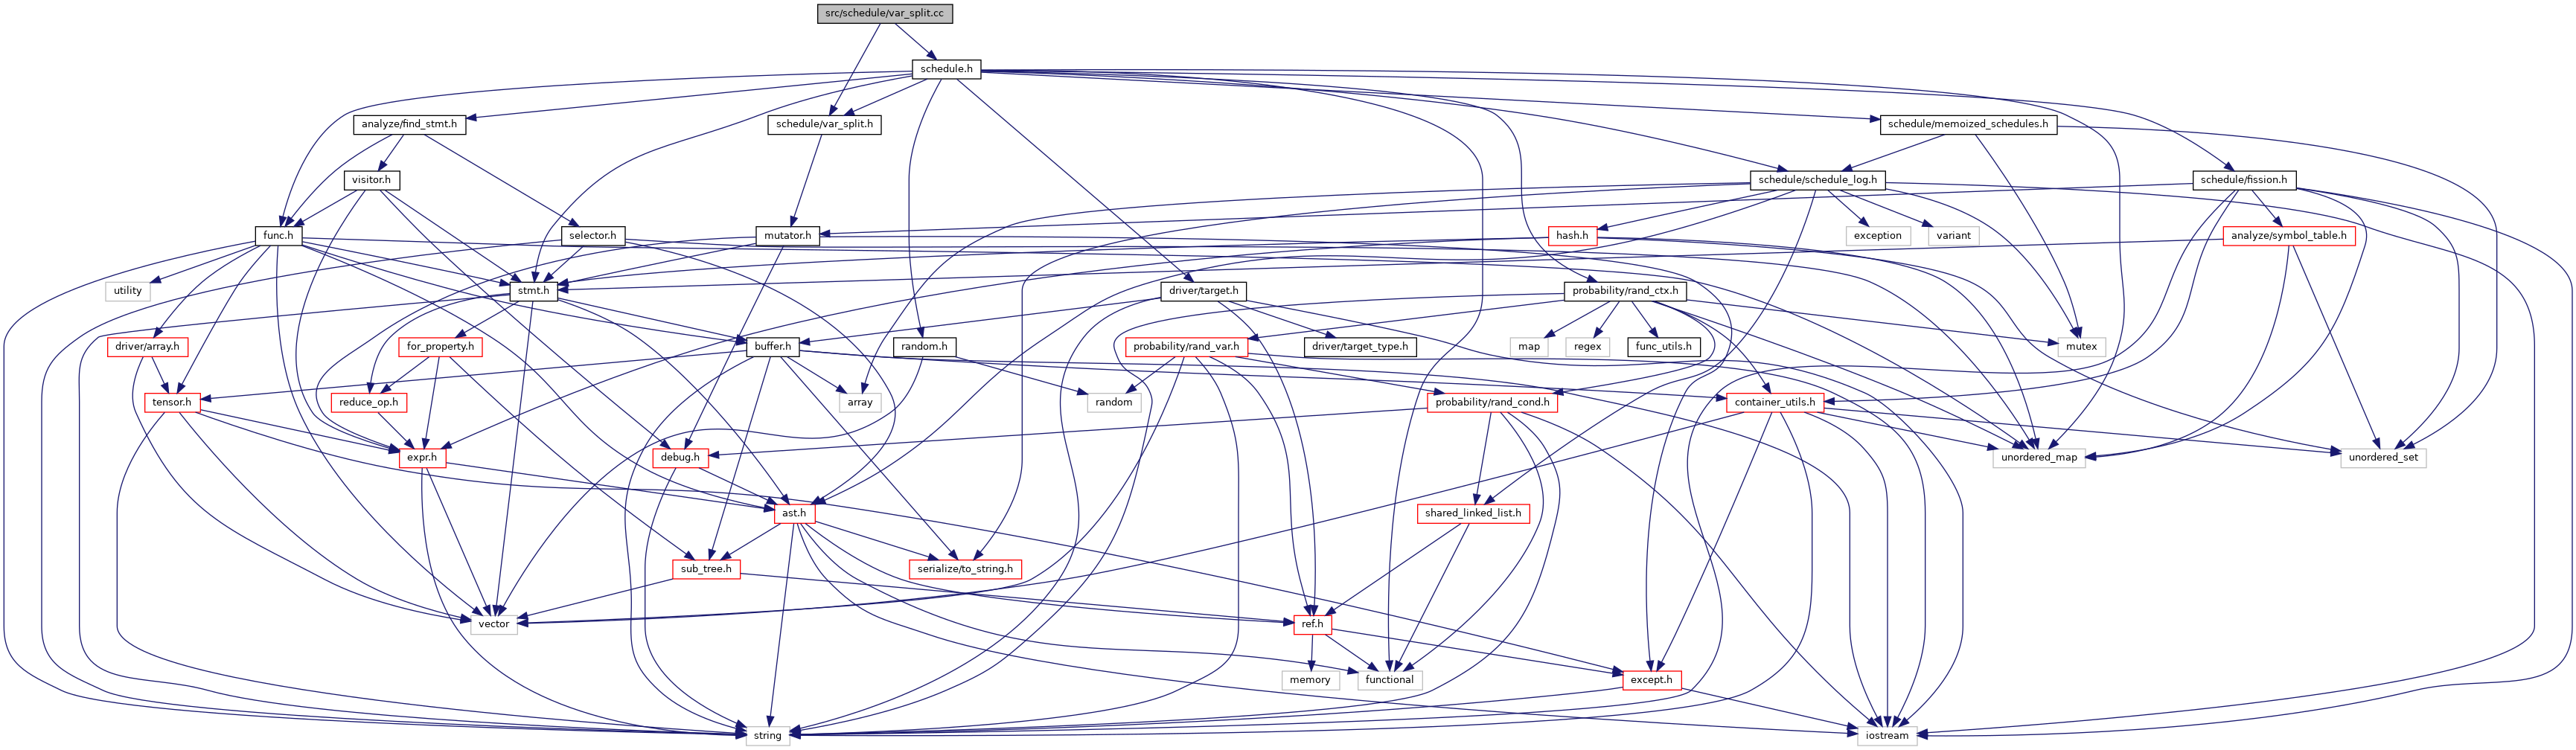 src/schedule/var_split.cc
schedule.h
analyze/find_stmt.h
schedule/var_split.h
schedule/memoized_schedules.h
visitor.h
schedule/schedule_log.h
schedule/fission.h
func.h
selector.h
mutator.h
hash.h
exception
variant
analyze/symbol_table.h
utility
stmt.h
driver/target.h
probability/rand_ctx.h
driver/array.h
for_property.h
buffer.h
random.h
probability/rand_var.h
driver/target_type.h
map
regex
func_utils.h
mutex
tensor.h
reduce_op.h
array
random
probability/rand_cond.h
container_utils.h
expr.h
debug.h
unordered_map
unordered_set
ast.h
shared_linked_list.h
sub_tree.h
serialize/to_string.h
vector
ref.h
memory
functional
except.h
string
iostream